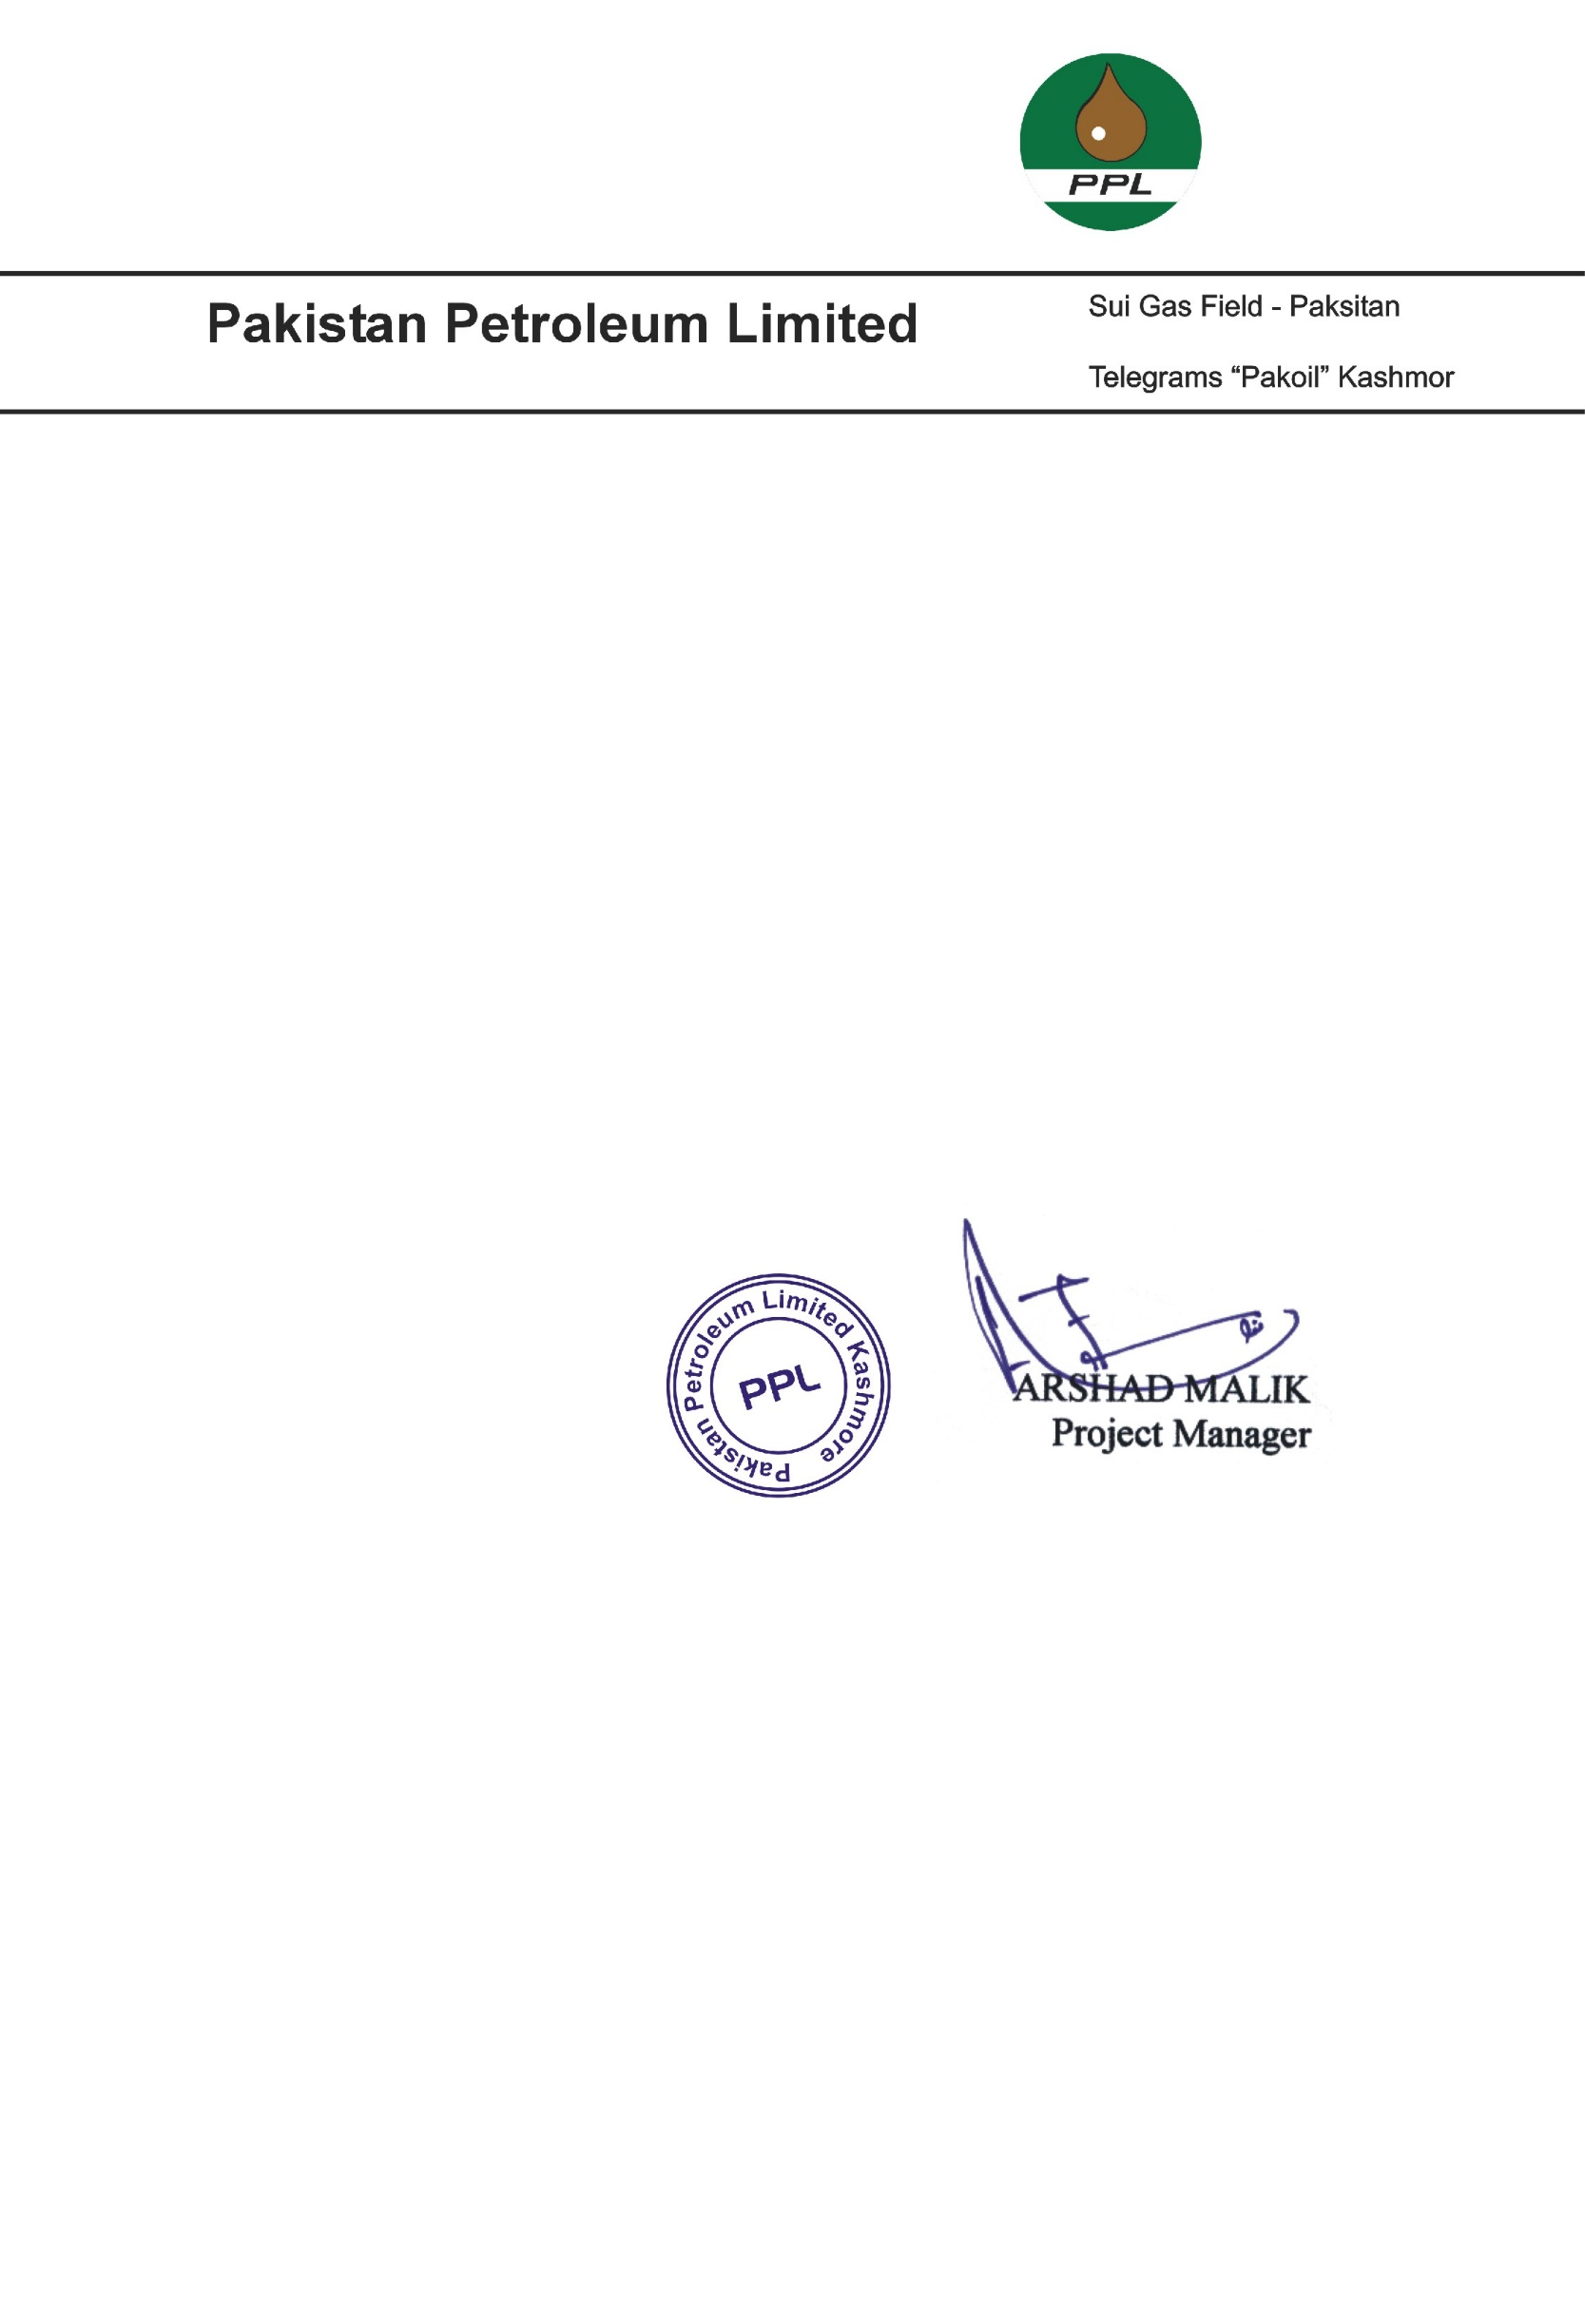 PPL
Pakistan Petroleum Limited
Sui Gas Field - Paksitan
Telegrams “Pakoil” Kashmor
Pakistan Petroleum Limited Kashmore
PPL
ARSHAD MALIK
Project Manager